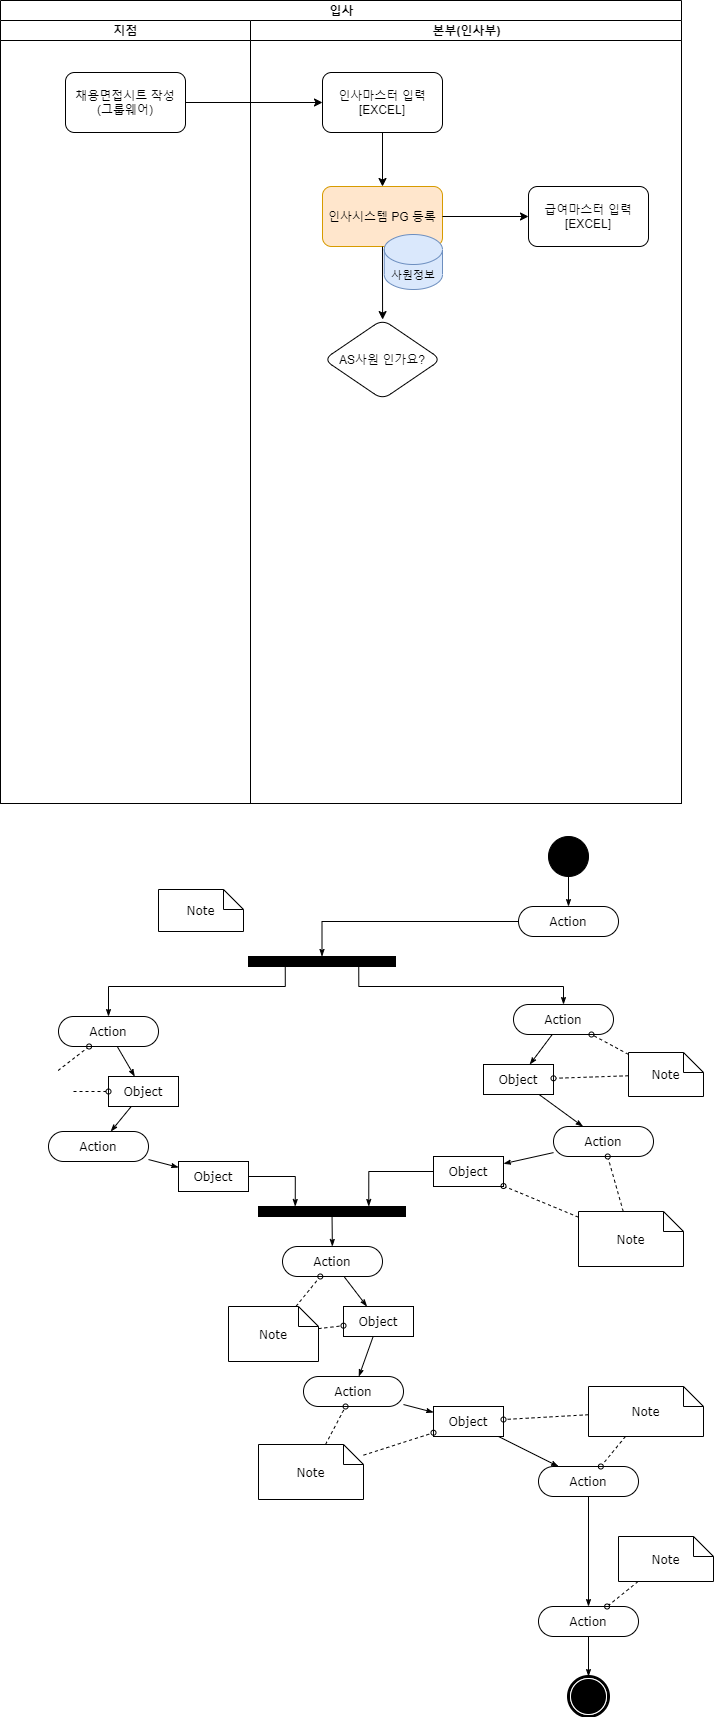 입사
지점
본부(인사부)
채용면접시트 작성
(그룹웨어)
인사마스터 입력
[EXCEL]
인사시스템 PG 등록
급여마스터 입력
[EXCEL]
사원정보
AS사원 인가요?
Note
Action
Action
Action
Note
Object
Object
Action
Action
Object
Object
Note
Action
Note
Object
Action
Note
Object
Note
Action
Note
Action